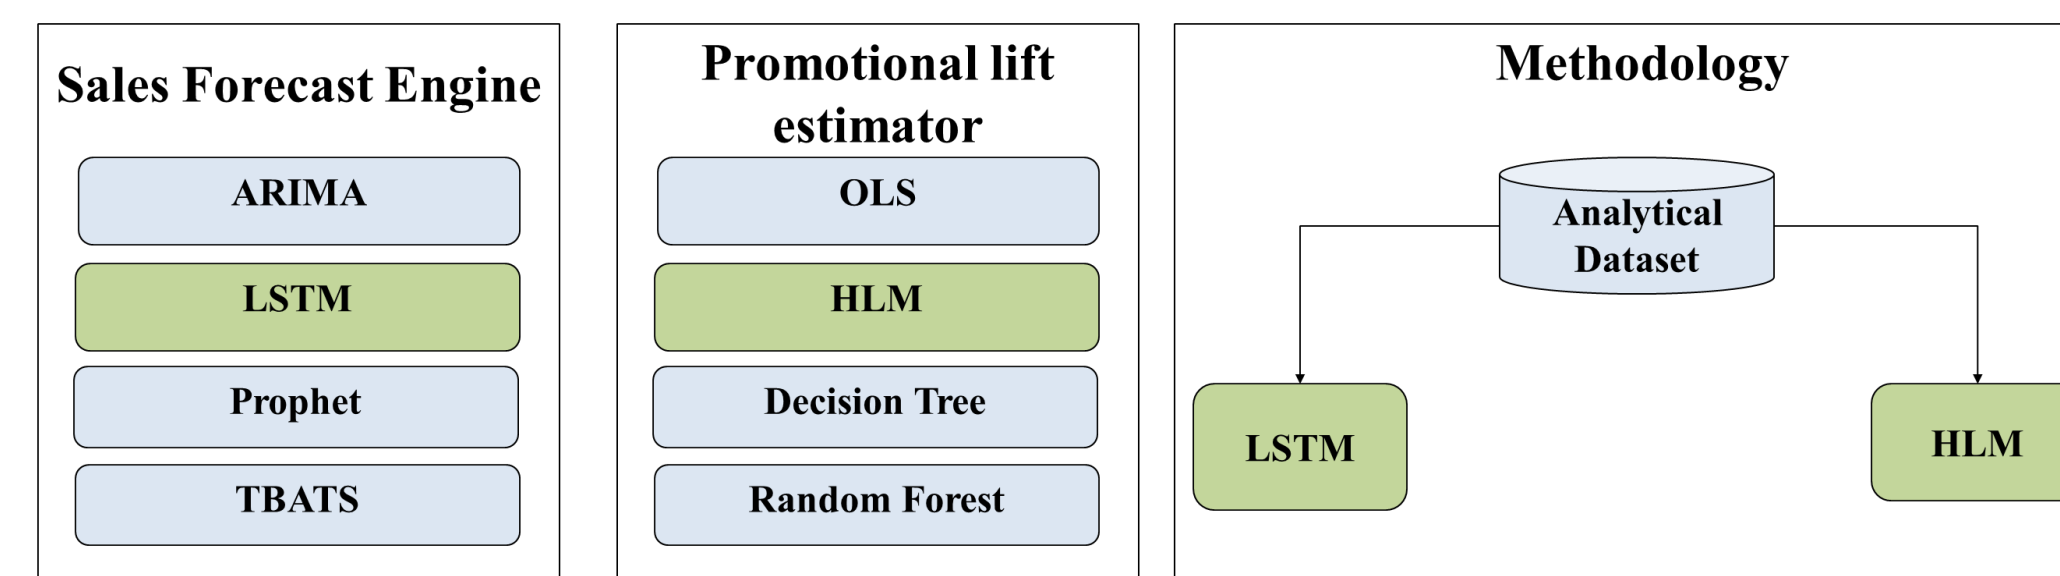 Sales Forecast Engine
ARIMA
LSTM
Prophet
TBATS
Promotional lift
estimator
OLS
HLM
Decision Tree
Random Forest
Methodology
Analytical
Dataset
LSTM
HLM